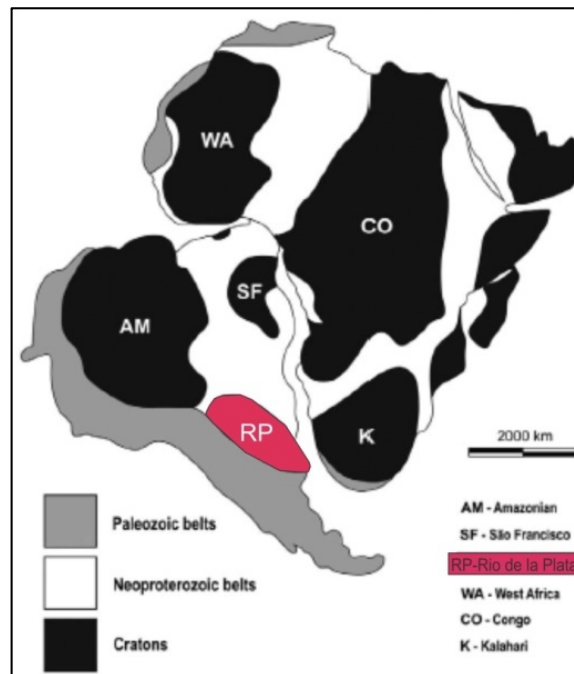 WA
CO
SF
AM
RP
K
2000 km
Paleozoic belts
Neoproterozoic belts
Cratons
AM - Amazonian
SF - São Francisco
RP-Rio de la Plata
WA - West Africa
CO - Congo
K - Kalahari